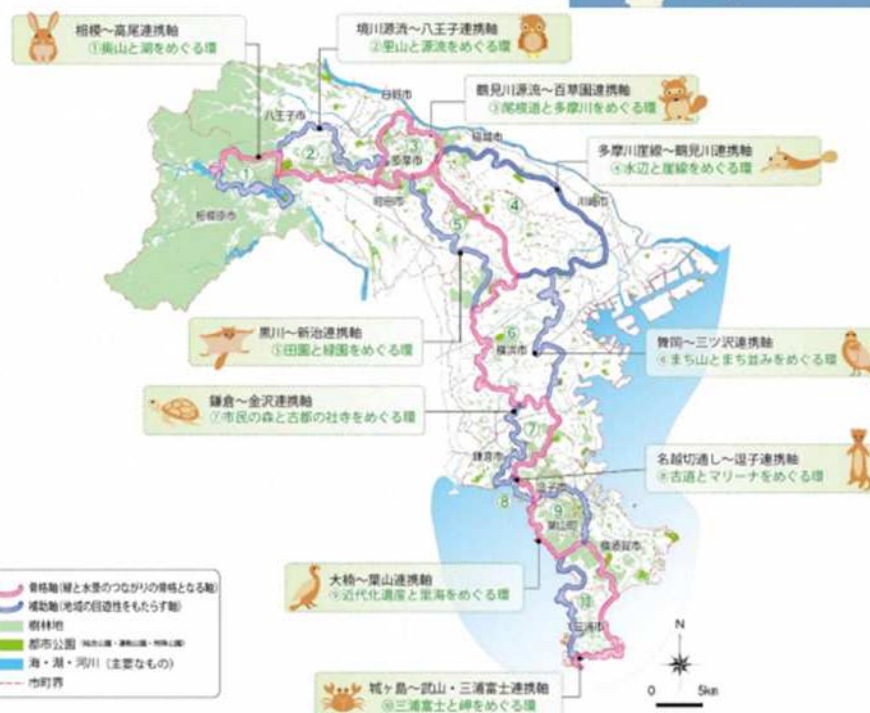 相模〜高尾連携軸
①奥山と湖をめぐる環
境川源流〜八王子連携軸
②里山と源流をめぐる環
鶴見川源流〜百草園連携軸
③尾根道と多摩川をめぐる環
多摩川崖線〜鶴見川連携軸
④水辺と崖線をめぐる環
日野市
八王子市
稲城市
③
②
多摩市
①
町田市
④
川崎市
相模原市
⑤
黒川〜新治連携軸
⑤田園と緑園をめぐる環
⑥
横浜市
舞岡〜三ツ沢連携軸
⑥まち山とまち並みをめぐる環
鎌倉〜金沢連携軸
⑦市民の森と古都の社寺をめぐる環
⑦
鎌倉市
名越切通し〜逗子連携軸
⑧古道とマリーナをめぐる環
逗子市
⑧
⑨
葉山町
横須賀市
大楠〜葉山連携軸
⑨近代化遺産と里海をめぐる環
⑩
三浦市
城ヶ島〜武山・三浦富士連携軸
⑩三浦富士と岬をめぐる環
骨格軸(緑と水景のつながりの骨格となる軸)
補助軸(地域の回遊性をもたらす軸)
樹林地
都市公園
海・湖・河川(主要なもの)
市町界
N
0 5km